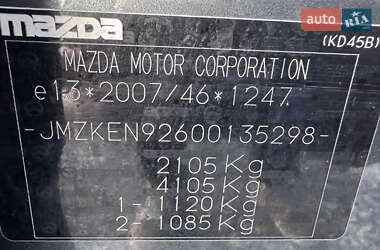 auto RIA
mazda
(KD45B)
MAZDA MOTOR CORPORATION
e13*2007/46*1247
-JMZKEN92600135298-
2105 Kg
4105 Kg
1- 1120 Kg
2- 1085 Kg